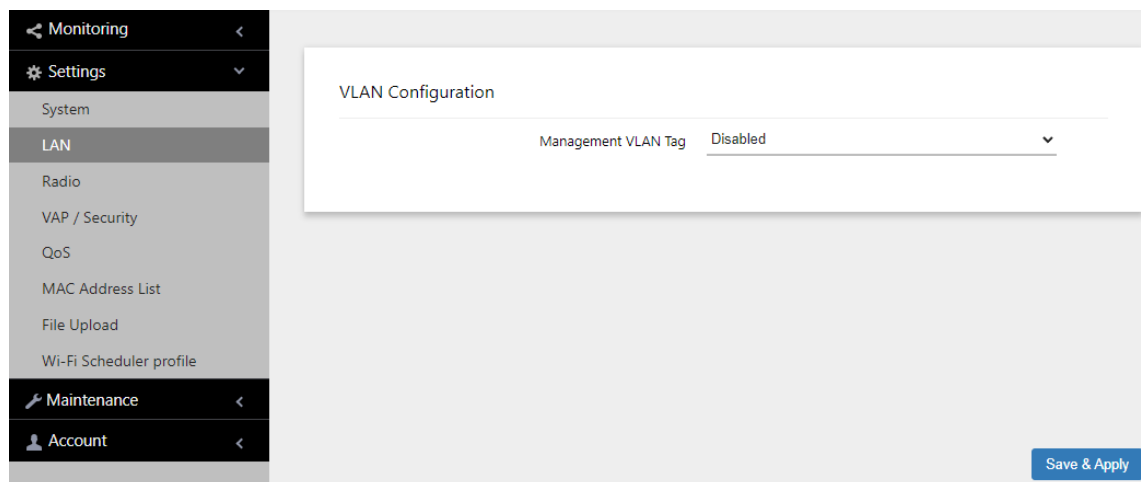 Monitoring
Settings
System
LAN
Radio
VAP / Security
QoS
MAC Address List
File Upload
Wi-Fi Scheduler profile
Maintenance
Account
VLAN Configuration
Management VLAN Tag Disabled
Save & Apply